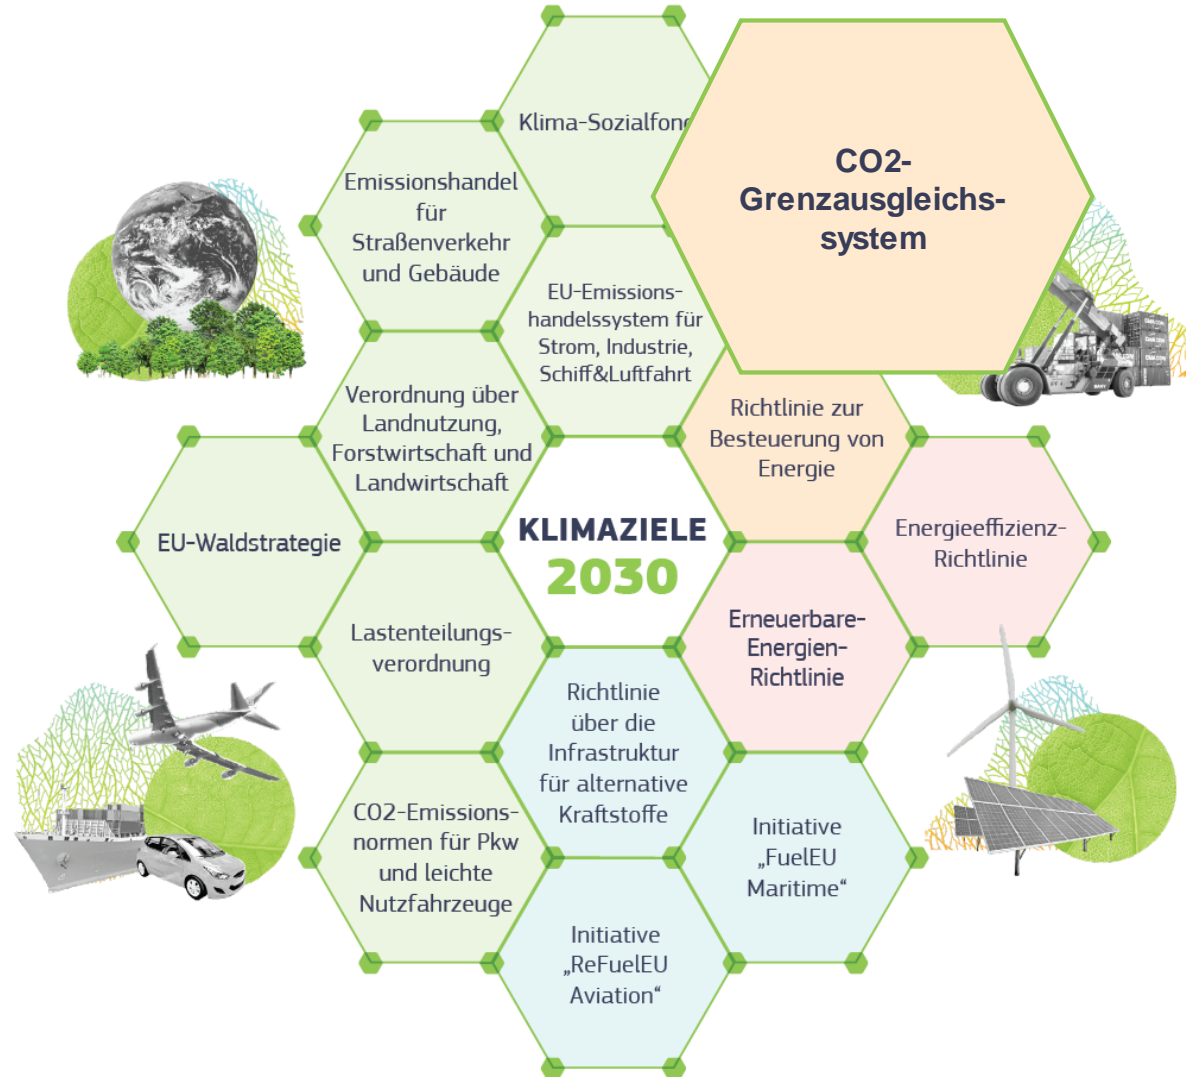 Klima-Sozialfon
CO2-
Grenzausgleichs-
system
Emissionshandel
für
Straßenverkehr
und Gebäude
EU-Emissions-
handelssystem für
Strom, Industrie,
Schiff&Luftfahrt
Verordnung über
Landnutzung,
Forstwirtschaft und
Landwirtschaft
Richtlinie zur
Besteuerung von
Energie
EU-Waldstrategie
KLIMAZIELE
2030
Energieeffizienz-
Richtlinie
Lastenteilungs-
verordnung
Erneuerbare-
Energien-
Richtlinie
Richtlinie
über die
Infrastruktur
für alternative
Kraftstoffe
CO2-Emissions-
normen für Pkw
und leichte
Nutzfahrzeuge
Initiative
„FuelEU
Maritime“
Initiative
„ReFuelEU
Aviation“